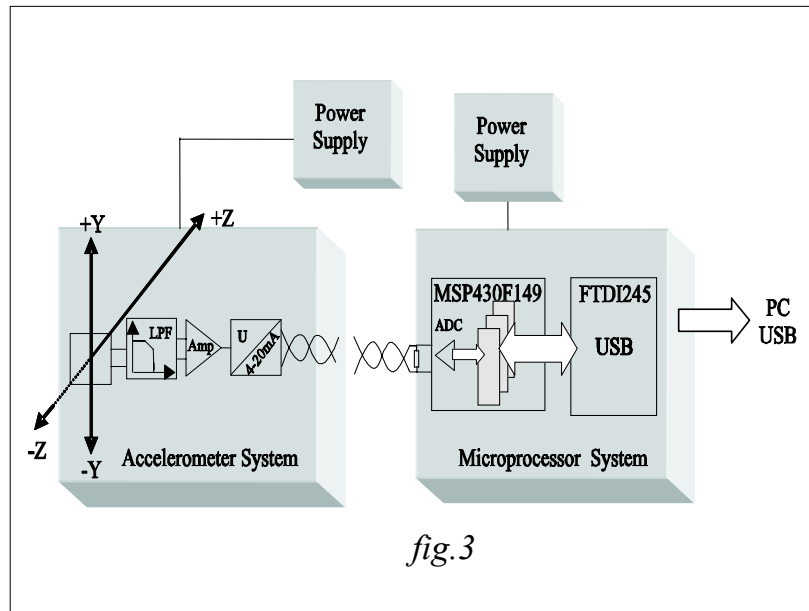 Power
Supply
Power
Supply
+Y
+Z
-Z
-Y
LPF
Amp
U
4-20mA
Accelerometer System
MSP430F149
ADC
FTDI245
USB
Microprocessor System
PC
USB
fig.3